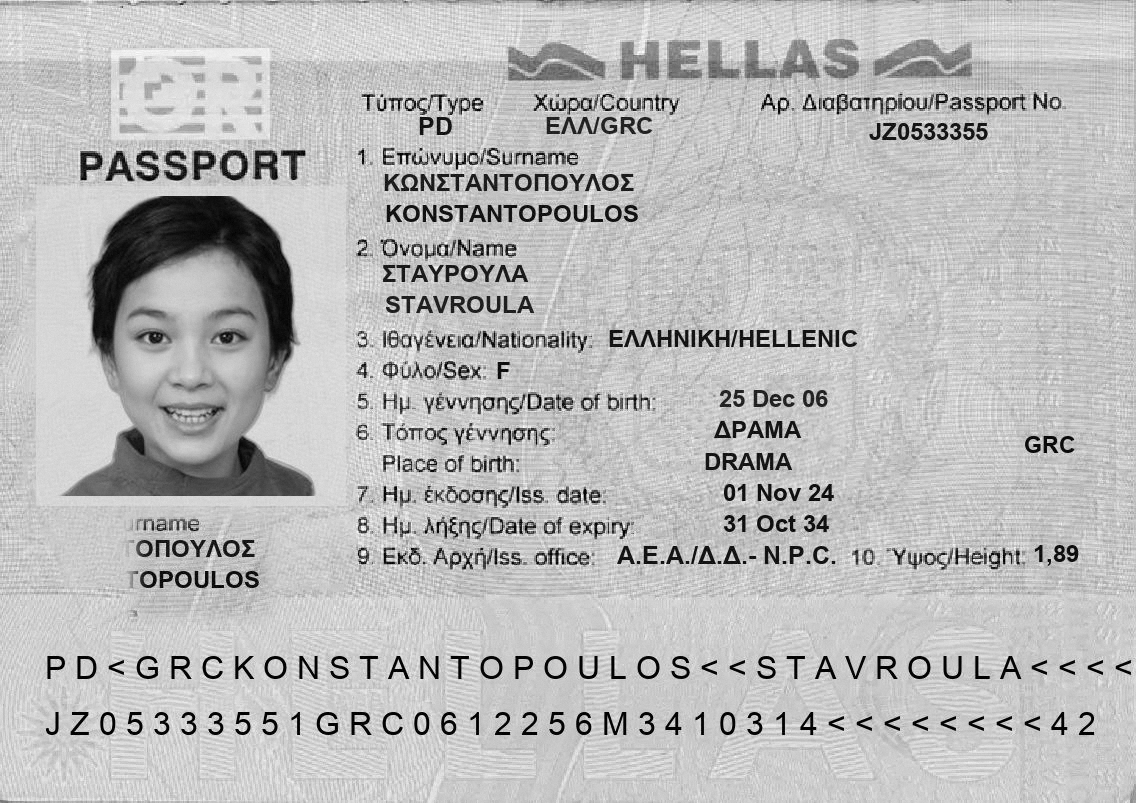 HELLAS
GR
PASSPORT
Τύπος/Type Χώρα/Country Αρ. Διαβατηρίου/Passport No.
PD ΕΛΛ/GRC JZ0533355
1. Επώνυμο/Surname
ΚΩΝΣΤΑΝΤΟΠΟΥΛΟΣ
KONSTANTOPOULOS
2. Όνομα/Name
ΣΤΑΥΡΟΥΛΑ
STAVROULA
3. Ιθαγένεια/Nationality: ΕΛΛΗΝΙΚΗ/HELLENIC
4. Φύλο/Sex: F
5. Ημ. γέννησης/Date of birth: 25 Dec 06
6. Τόπος γέννησης: ΔΡΑΜΑ
Place of birth: DRAMA GRC
7. Ημ. έκδοσης/Iss. date: 01 Nov 24
8. Ημ. λήξης/Date of expiry: 31 Oct 34
9 Εκδ. Αρχή/Iss. office: Α.Ε.Α./Δ.Δ.- N.P.C. 10. Ύψος/Height: 1,89
rname
ΤΟΠΟΥΛΟΣ
TOPOULOS
a
PD<GRCKONSTANTOPOULOS<<STAVROULA<<<<
JZ05333551GRC0612256M3410314<<<<<<<<42
HELLAS